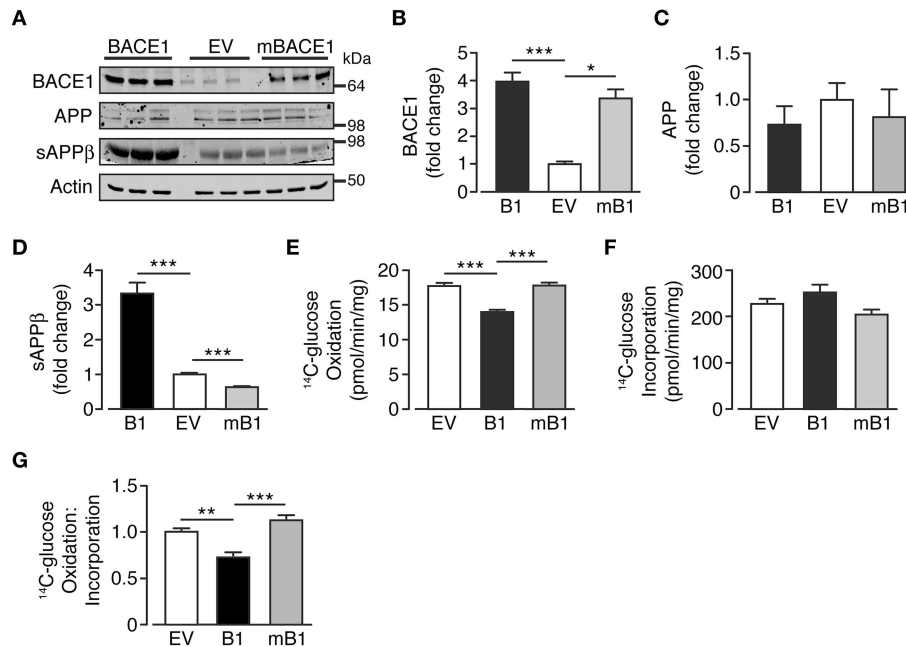 A
BACE1 EV mBACE1
kDa
BACE1
64
APP
98
98
sAPPβ
50
Actin
B
BACE1
(fold change)
5
4
3
2
1
0
***
*
B1 EV mB1
C
APP
(fold change)
1.5
1.0
0.5
0
B1 EV mB1
D
sAPPβ
(fold change)
4
3
2
1
0
***
***
B1 EV mB1
E
¹⁴C-glucose
Oxidation
(pmol/min/mg)
20
15
10
5
0
*** ***
EV B1 mB1
F
¹⁴C-glucose
Incorporation
(pmol/min/mg)
300
200
100
0
EV B1 mB1
G
¹⁴C-glucose
Oxidation:
Incorporation
1.5
1.0
0.5
0
** ***
EV B1 mB1